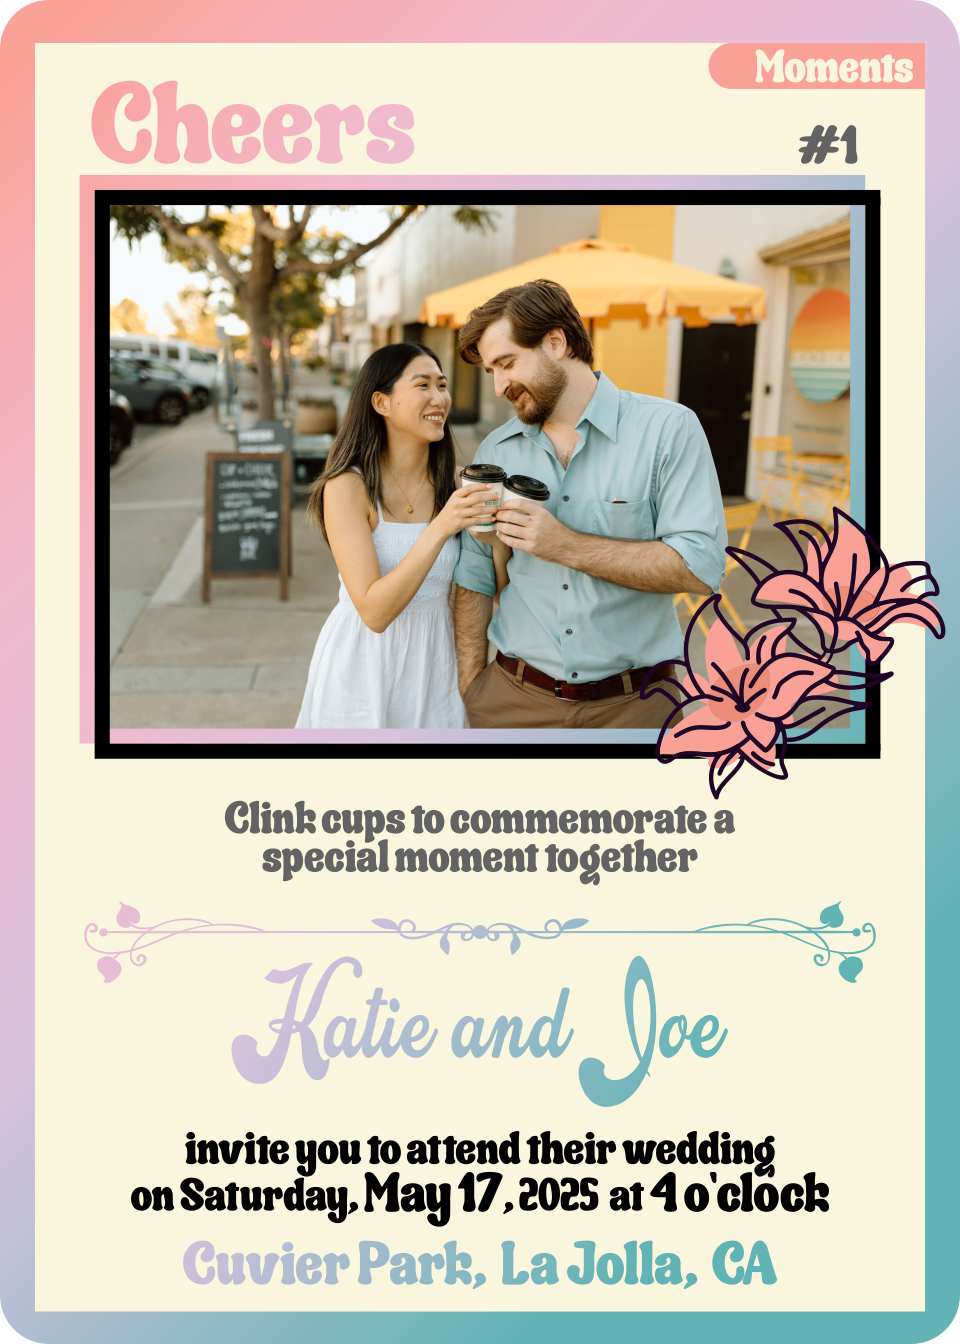 Moments
Cheers
#1
Clink cups to commemorate a
special moment together
Katie and Joe
invite you to attend their wedding
on Saturday, May 17, 2025 at 4 o'clock
Cuvier Park, La Jolla, CA